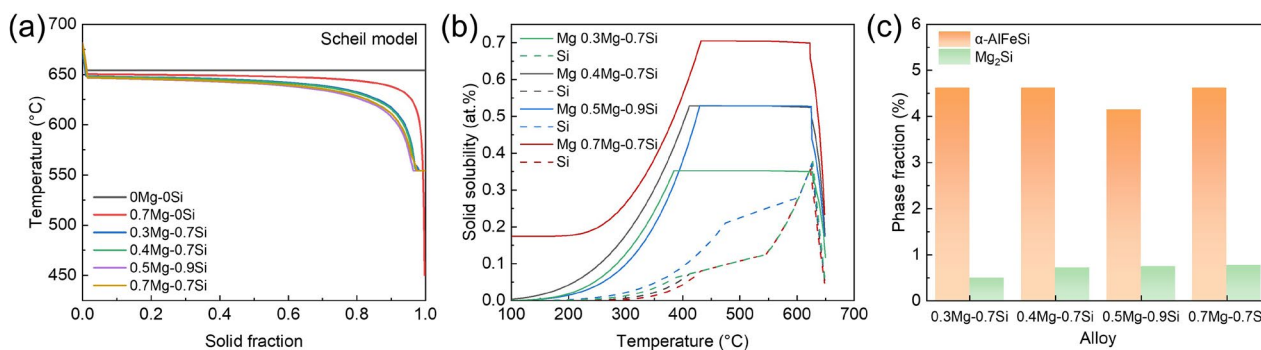 (a)
700
650
600
550
500
450
0.0
0.2
0.4
0.6
0.8
1.0
Temperature (°C)
Solid fraction
Scheil model
0Mg-0Si
0.7Mg-0Si
0.3Mg-0.7Si
0.4Mg-0.7Si
0.5Mg-0.9Si
0.7Mg-0.7Si
(b)
0.7
0.6
0.5
0.4
0.3
0.2
0.1
0.0
100
200
300
400
500
600
700
Solid solubility (at.%)
Temperature (°C)
Mg 0.3Mg-0.7Si
Si
Mg 0.4Mg-0.7Si
Si
Mg 0.5Mg-0.9Si
Si
Mg 0.7Mg-0.7Si
Si
(c)
6
5
4
3
2
1
0
Phase fraction (%)
α-AlFeSi
Mg₂Si
0.3Mg-0.7Si
0.4Mg-0.7Si
0.5Mg-0.9Si
0.7Mg-0.7S
Alloy